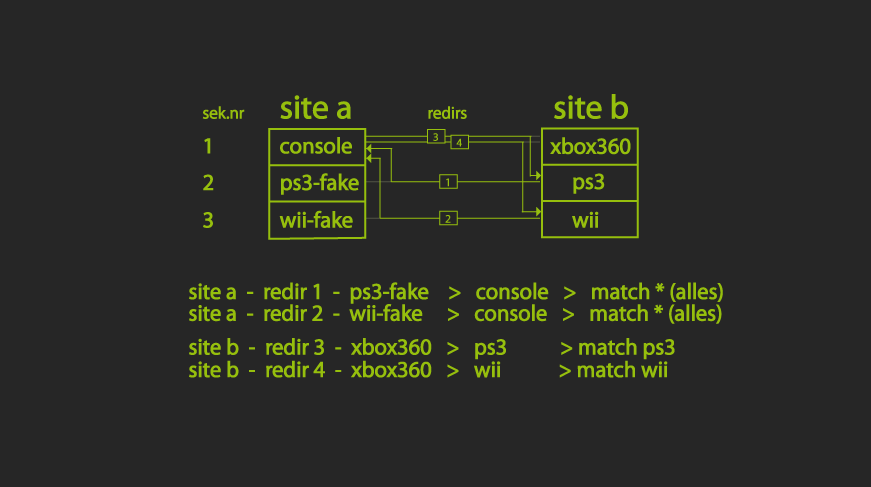 sek.nr site a redirs site b
1 console 3 4 xbox360
2 ps3-fake 1 ps3
3 wii-fake 2 wii
site a - redir 1 - ps3-fake > console > match * (alles)
site a - redir 2 - wii-fake > console > match * (alles)
site b - redir 3 - xbox360 > ps3 > match ps3
site b - redir 4 - xbox360 > wii > match wii